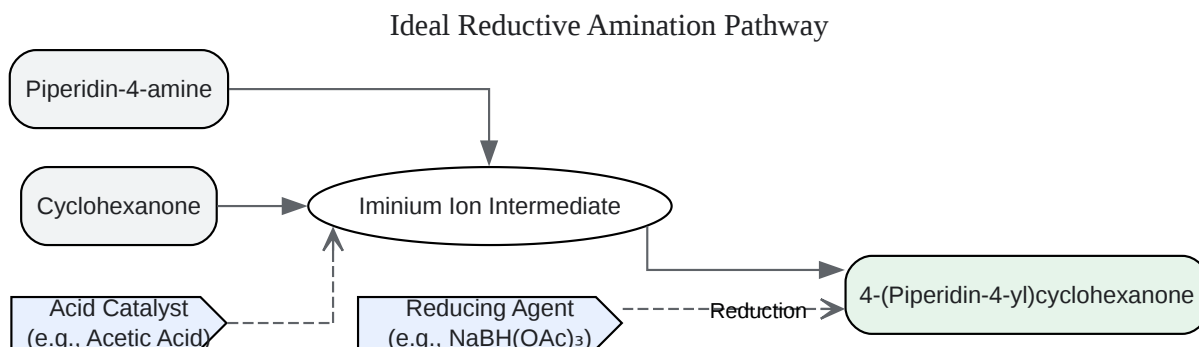 Ideal Reductive Amination Pathway
Piperidin-4-amine
Cyclohexanone
Iminium Ion Intermediate
Acid Catalyst
(e.g., Acetic Acid)
Reducing Agent
(e.g., NaBH(OAc)₃)
Reduction
4-(Piperidin-4-yl)cyclohexanone